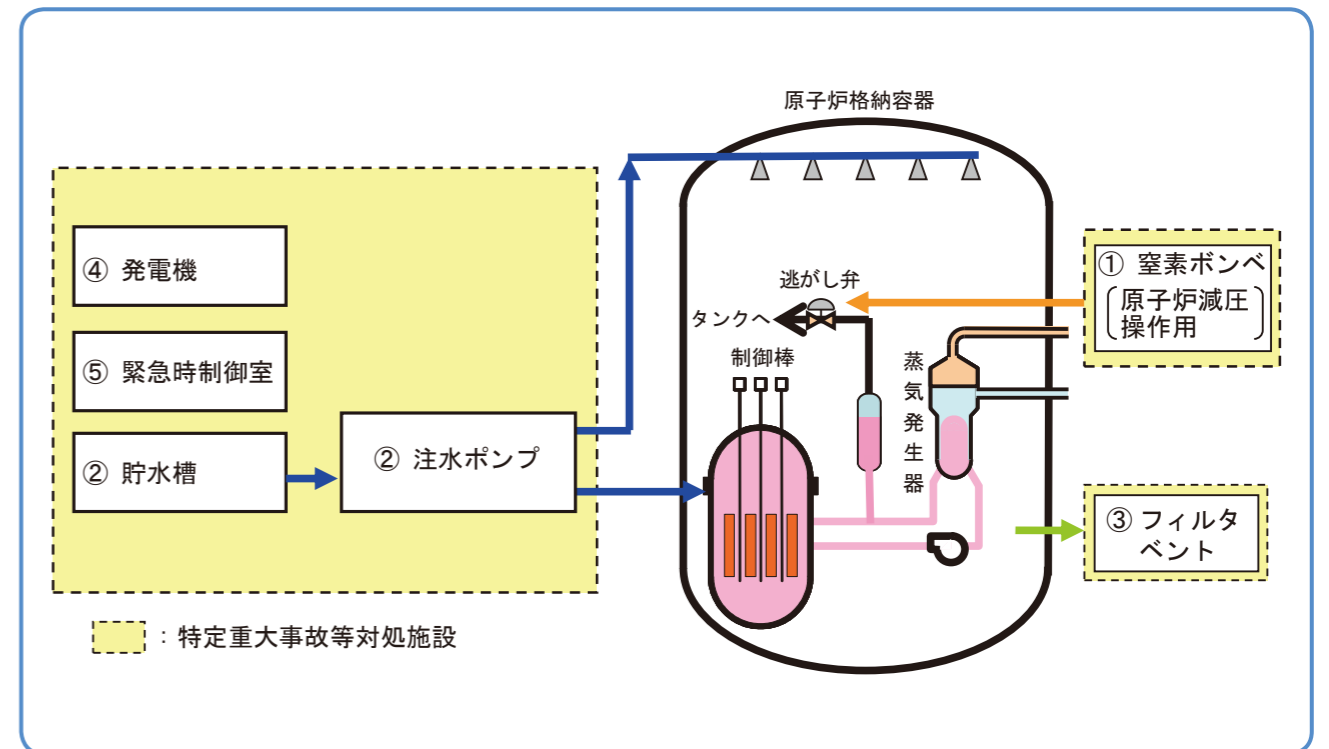 原子炉格納容器
④ 発電機
⑤ 緊急時制御室
② 貯水槽
② 注水ポンプ
逃がし弁
タンクへ
制御棒
蒸気発生器
① 窒素ボンベ
原子炉減圧
操作用
③ フィルタ
ベント
：特定重大事故等対処施設